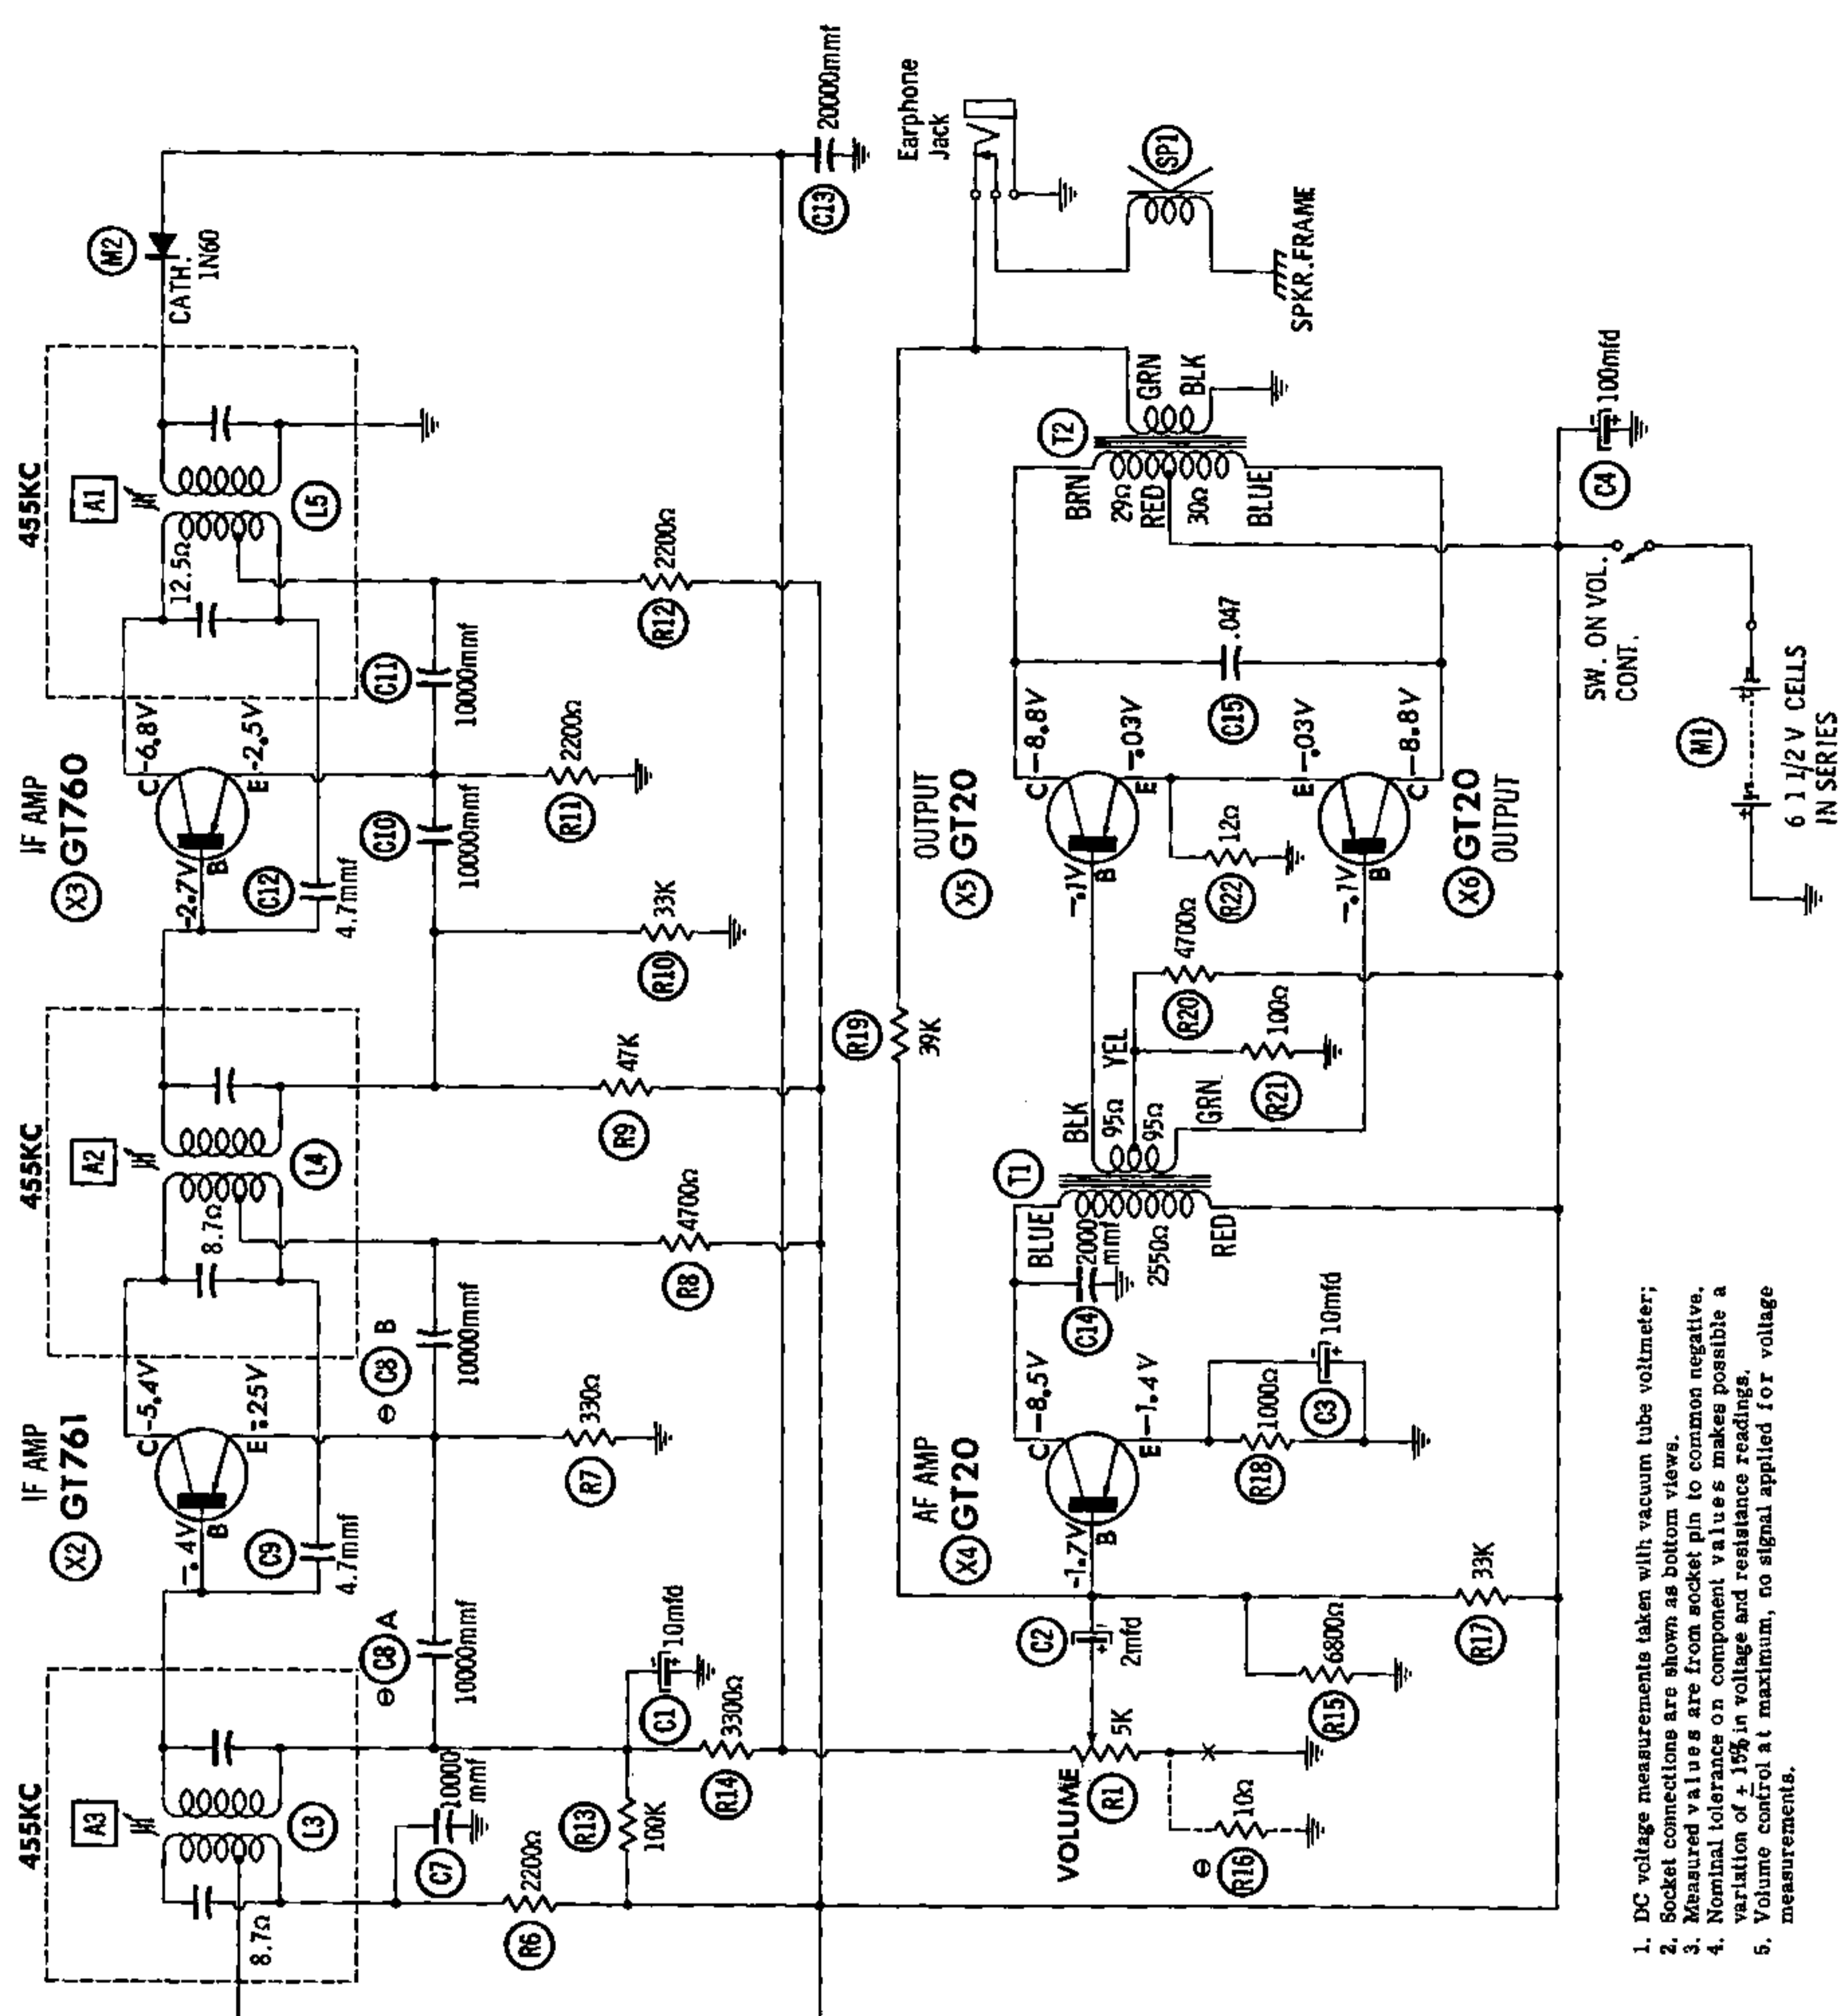 455KC
A3
L3
8.7Ω
C7
10000
mmf
R6
2200Ω
R13
100K
C1
10mfd
R14
3300Ω
⊖ C8 A
10000mmf
IF AMP
X2 GT761
C -5.4V
E -.25V
-.4V
B
C9
4.7mmf
R7
330Ω
⊖ C8 B
10000mmf
455KC
A2
L4
8.7Ω
R8
4700Ω
R9
47K
R10
33K
IF AMP
X3 GT760
C -6.8V
E -2.5V
-2.7V
B
C12
4.7mmf
C10
10000mmf
R11
2200Ω
C11
10000mmf
455KC
A1
L5
12.5Ω
R12
2200Ω
M2
CATH.
1N60
C13
20000mmf
VOLUME
R1
5K
⊖
R16
10Ω
C2
2mfd
R15
6800Ω
R17
33K
AF AMP
X4 GT20
C -8.5V
E -1.4V
-1.7V
B
R18
1000Ω
C3
10mfd
C14
2000
mmf
T1
BLUE
2550Ω
RED
BLK
95Ω
YEL
95Ω
GRN
R19
39K
R20
4700Ω
R21
100Ω
OUTPUT
X5 GT20
C -8.8V
E -.03V
-.1V
B
R22
12Ω
E -.03V
C -8.8V
-.1V
B
X6 GT20
OUTPUT
C15
.047
T2
BRN
29Ω
RED
30Ω
BLUE
GRN
BLK
Earphone
Jack
SP1
SPKR.FRAME
C4
100mfd
SW. ON VOL.
CONT.
M1
6 1 1/2 V CELLS
IN SERIES
1. DC voltage measurements taken with vacuum tube voltmeter;
2. Socket connections are shown as bottom views.
3. Measured values are from socket pin to common negative.
4. Nominal tolerance on component values makes possible a
variation of ± 15% in voltage and resistance readings.
5. Volume control at maximum, no signal applied for voltage
measurements.